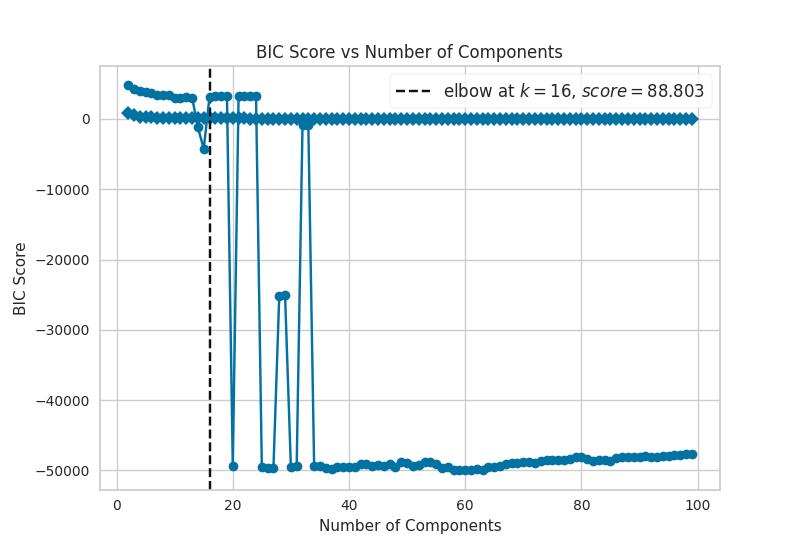 BIC Score vs Number of Components
elbow at k = 16, score = 88.803
0
−10000
−20000
−30000
−40000
−50000
BIC Score
0 20 40 60 80 100
Number of Components